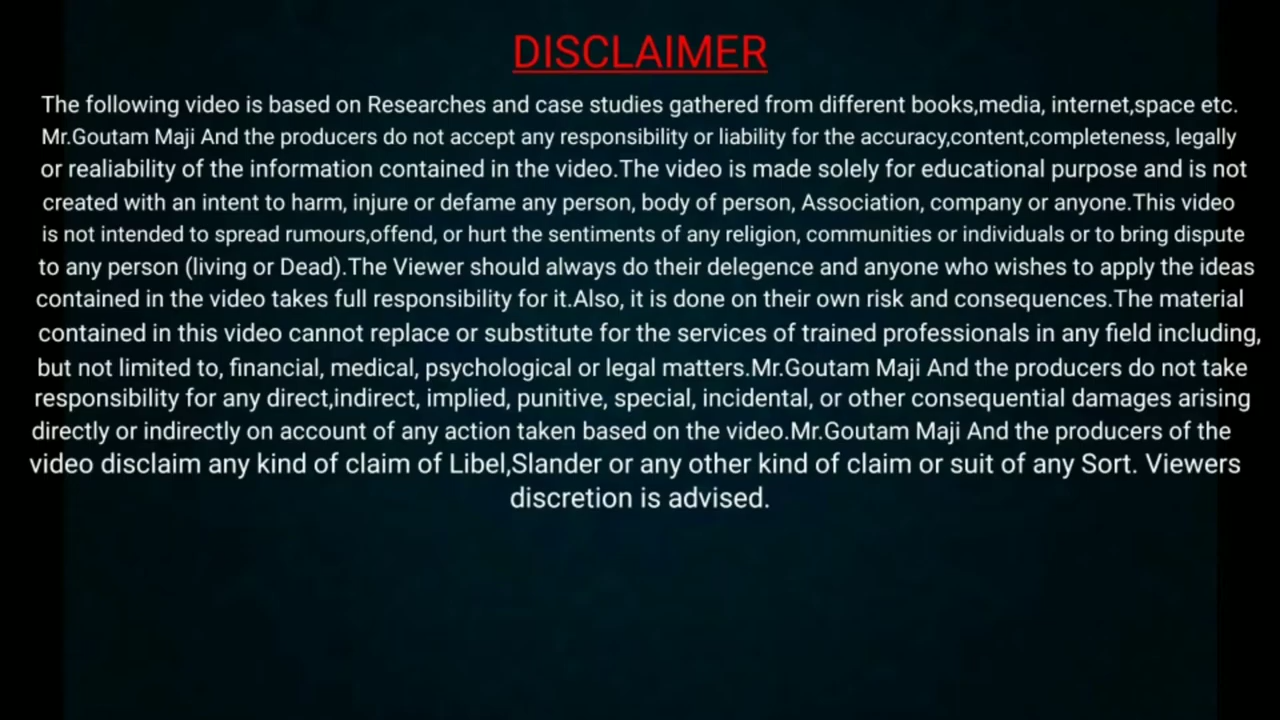 DISCLAIMER
The following video is based on Researches and case studies gathered from different books,media, internet,space etc.
Mr.Goutam Maji And the producers do not accept any responsibility or liability for the accuracy,content,completeness, legally
or realiability of the information contained in the video.The video is made solely for educational purpose and is not
created with an intent to harm, injure or defame any person, body of person, Association, company or anyone.This video
is not intended to spread rumours,offend, or hurt the sentiments of any religion, communities or individuals or to bring dispute
to any person (living or Dead).The Viewer should always do their delegence and anyone who wishes to apply the ideas
contained in the video takes full responsibility for it.Also, it is done on their own risk and consequences.The material
contained in this video cannot replace or substitute for the services of trained professionals in any field including,
but not limited to, financial, medical, psychological or legal matters.Mr.Goutam Maji And the producers do not take
responsibility for any direct,indirect, implied, punitive, special, incidental, or other consequential damages arising
directly or indirectly on account of any action taken based on the video.Mr.Goutam Maji And the producers of the
video disclaim any kind of claim of Libel,Slander or any other kind of claim or suit of any Sort. Viewers
discretion is advised.